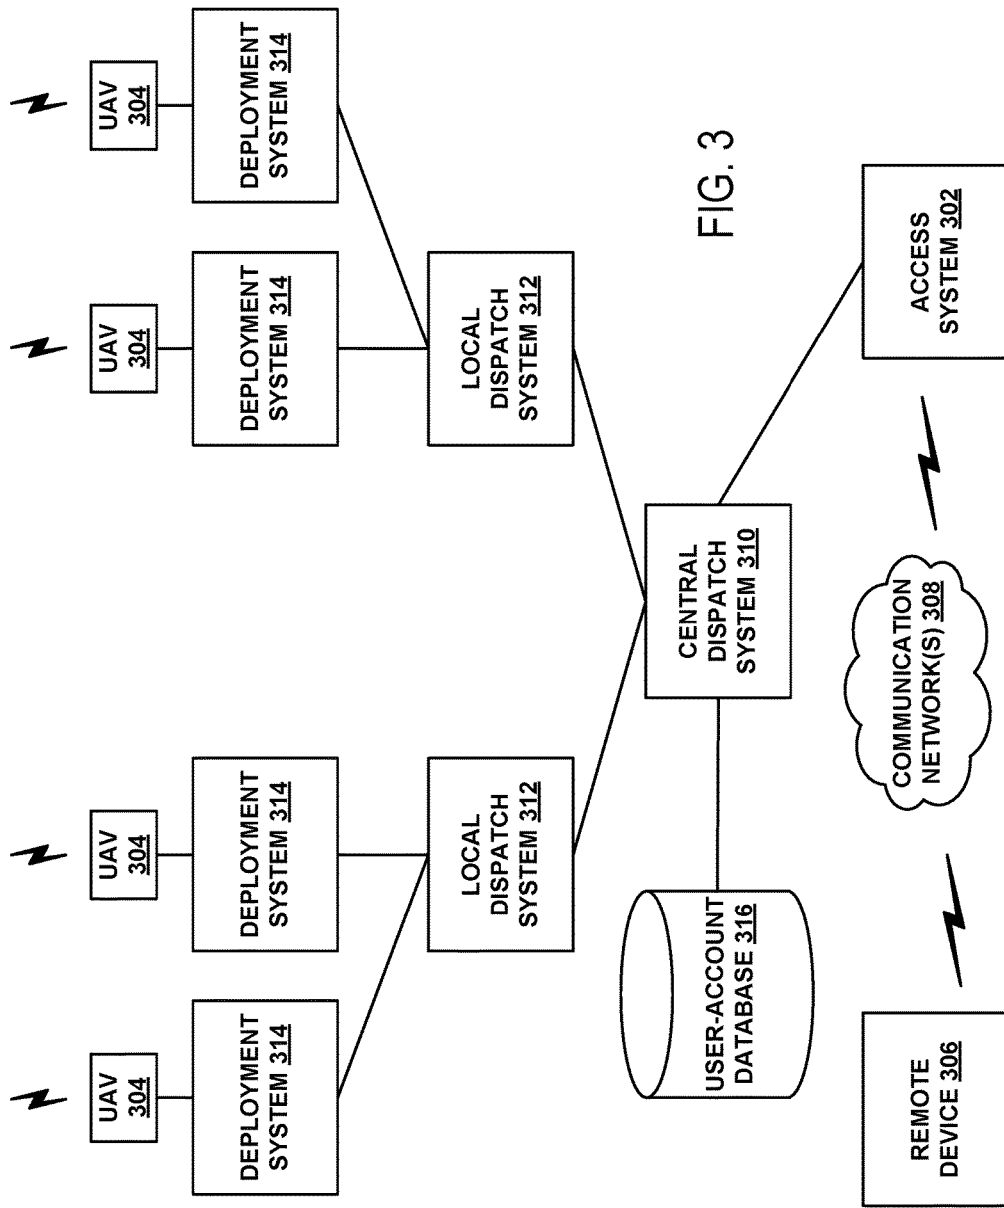 UAV
304
UAV
304
UAV
304
UAV
304
DEPLOYMENT
SYSTEM 314
DEPLOYMENT
SYSTEM 314
DEPLOYMENT
SYSTEM 314
DEPLOYMENT
SYSTEM 314
LOCAL
DISPATCH
SYSTEM 312
LOCAL
DISPATCH
SYSTEM 312
USER-ACCOUNT
DATABASE 316
CENTRAL
DISPATCH
SYSTEM 310
FIG. 3
REMOTE
DEVICE 306
COMMUNICATION
NETWORK(S) 308
ACCESS
SYSTEM 302